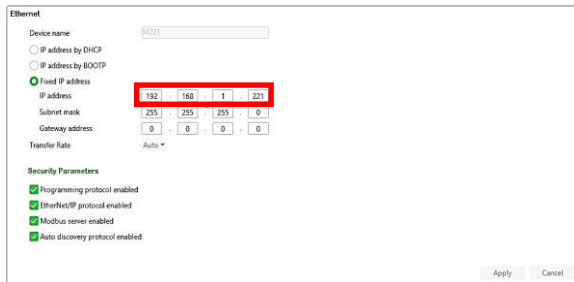 Ethernet
Device name M221
IP address by DHCP
IP address by BOOTP
Fixed IP address
IP address 192 . 168 . 1 . 221
Subnet mask 255 . 255 . 255 . 0
Gateway address 0 . 0 . 0 . 0
Transfer Rate Auto
Security Parameters
Programming protocol enabled
EtherNet/IP protocol enabled
Modbus server enabled
Auto discovery protocol enabled
Apply Cancel